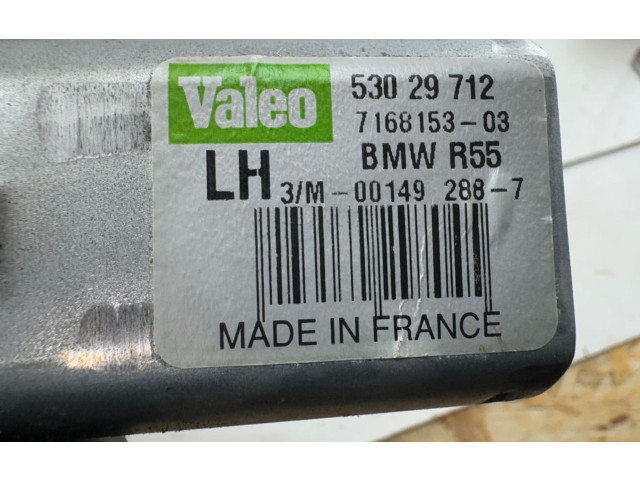 Valeo 530 29 712
7168153-03
LH BMW R55
3/M-00149 288-7
MADE IN FRANCE